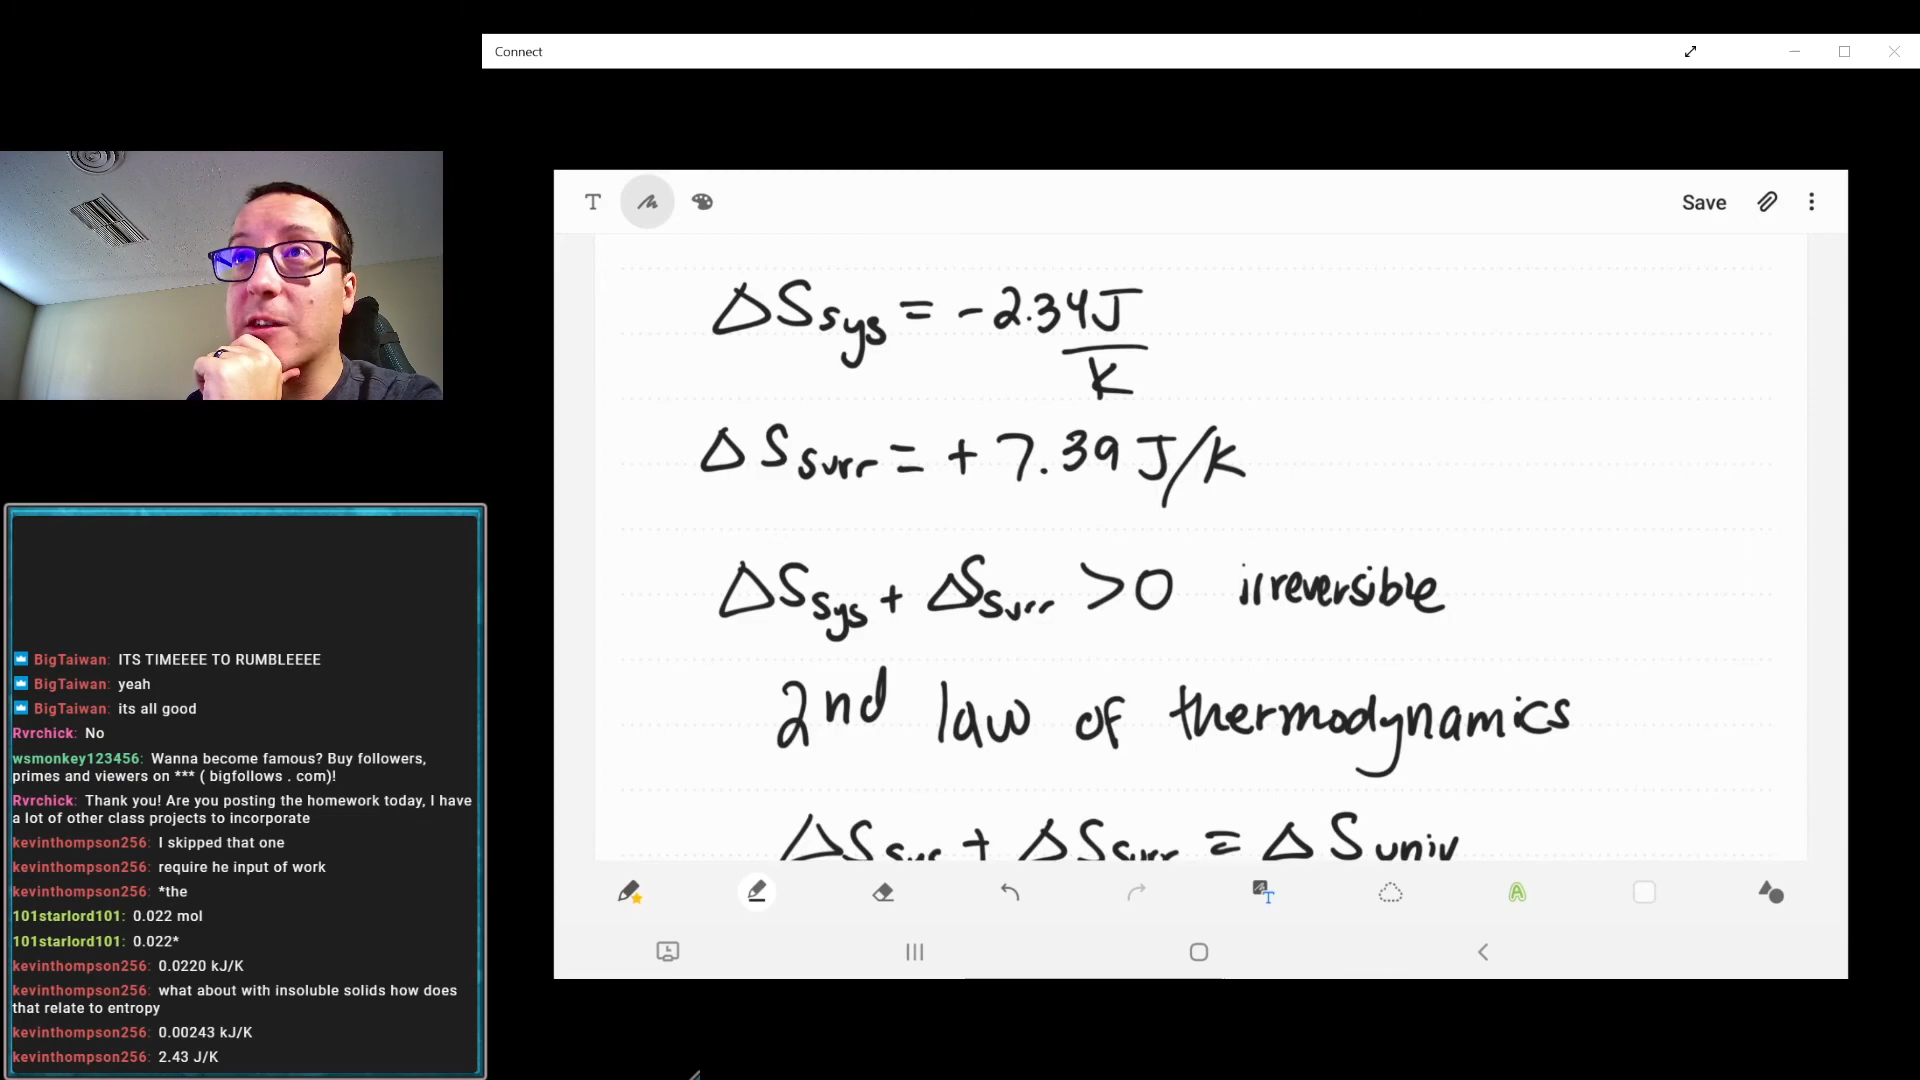 Connect
T
Save
ΔSsys = -2.34J
K
ΔSsurr = + 7.39 J/K
ΔSsys + ΔSsurr >0 irreversible
2nd law of thermodynamics
ΔSsys + ΔSsurr = ΔSuniv
T
A
BigTaiwan: ITS TIMEEEE TO RUMBLEEEE
BigTaiwan: yeah
BigTaiwan: its all good
Rvrchick: No
wsmonkey123456: Wanna become famous? Buy followers,
primes and viewers on *** ( bigfollows . com)!
Rvrchick: Thank you! Are you posting the homework today, I have
a lot of other class projects to incorporate
kevinthompson256: I skipped that one
kevinthompson256: require he input of work
kevinthompson256: *the
101starlord101: 0.022 mol
101starlord101: 0.022*
kevinthompson256: 0.0220 kJ/K
kevinthompson256: what about with insoluble solids how does
that relate to entropy
kevinthompson256: 0.00243 kJ/K
kevinthompson256: 2.43 J/K